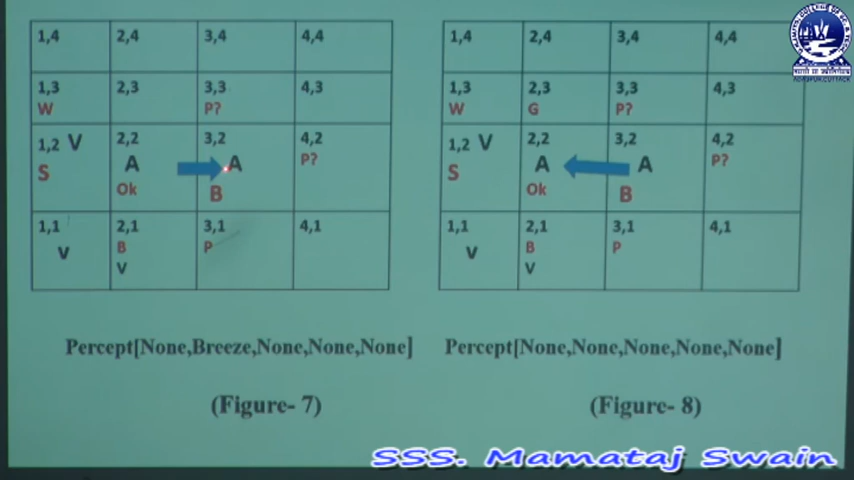 1,4 2,4 3,4 4,4
1,3 2,3 3,3 4,3
W P?
1,2 V 2,2 3,2 4,2
S A A P?
Ok B
1,1 2,1 3,1 4,1
V B P
V
Percept[None,Breeze,None,None,None]
(Figure- 7)
1,4 2,4 3,4 4,4
1,3 2,3 3,3 4,3
W G P?
1,2 V 2,2 3,2 4,2
S A A P?
Ok B
1,1 2,1 3,1 4,1
V B P
V
Percept[None,None,None,None,None]
(Figure- 8)
SSS. Mamataj Swain